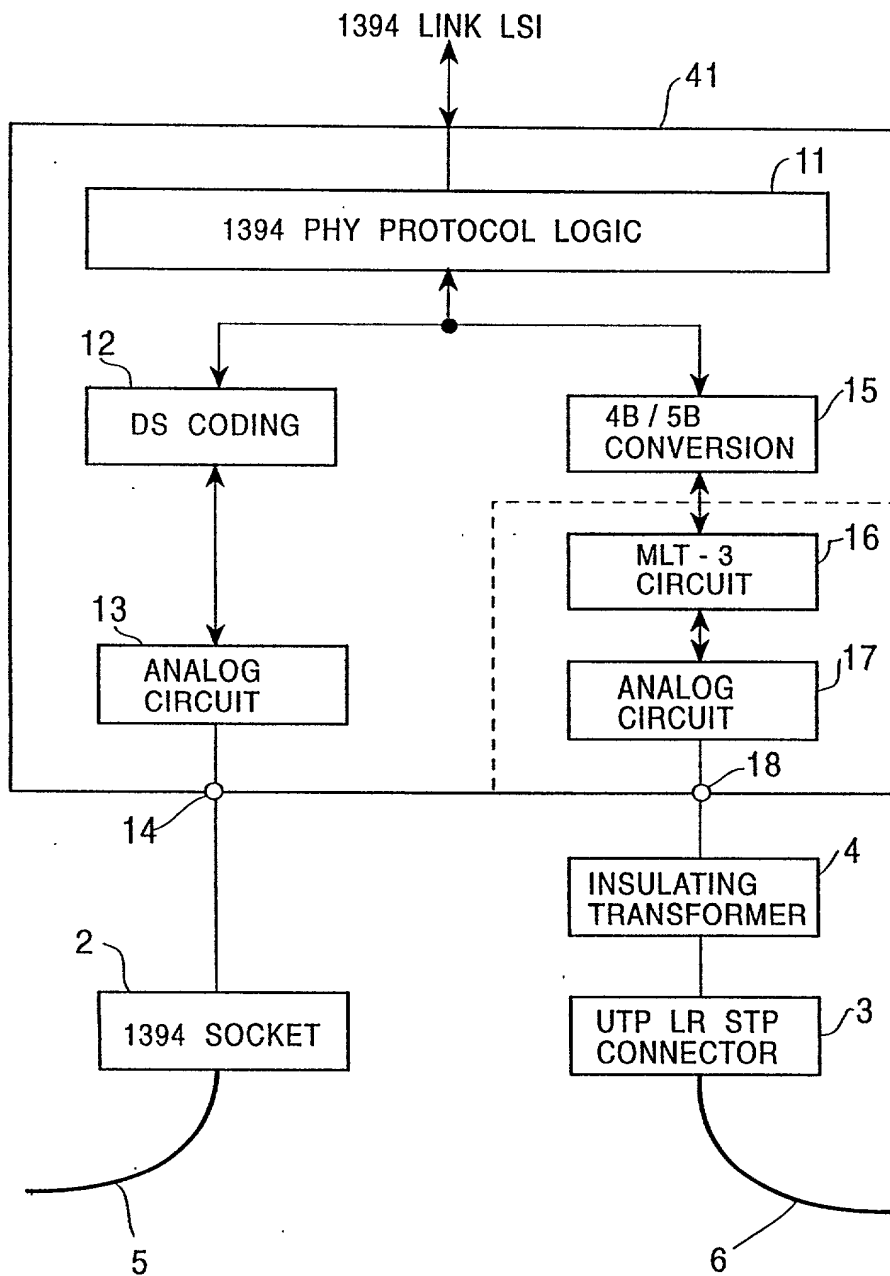 1394 LINK LSI
41
11
1394 PHY PROTOCOL LOGIC
12
DS CODING
15
4B / 5B
CONVERSION
16
MLT - 3
CIRCUIT
13
ANALOG
CIRCUIT
17
ANALOG
CIRCUIT
14
18
4
INSULATING
TRANSFORMER
2
1394 SOCKET
3
UTP LR STP
CONNECTOR
5
6